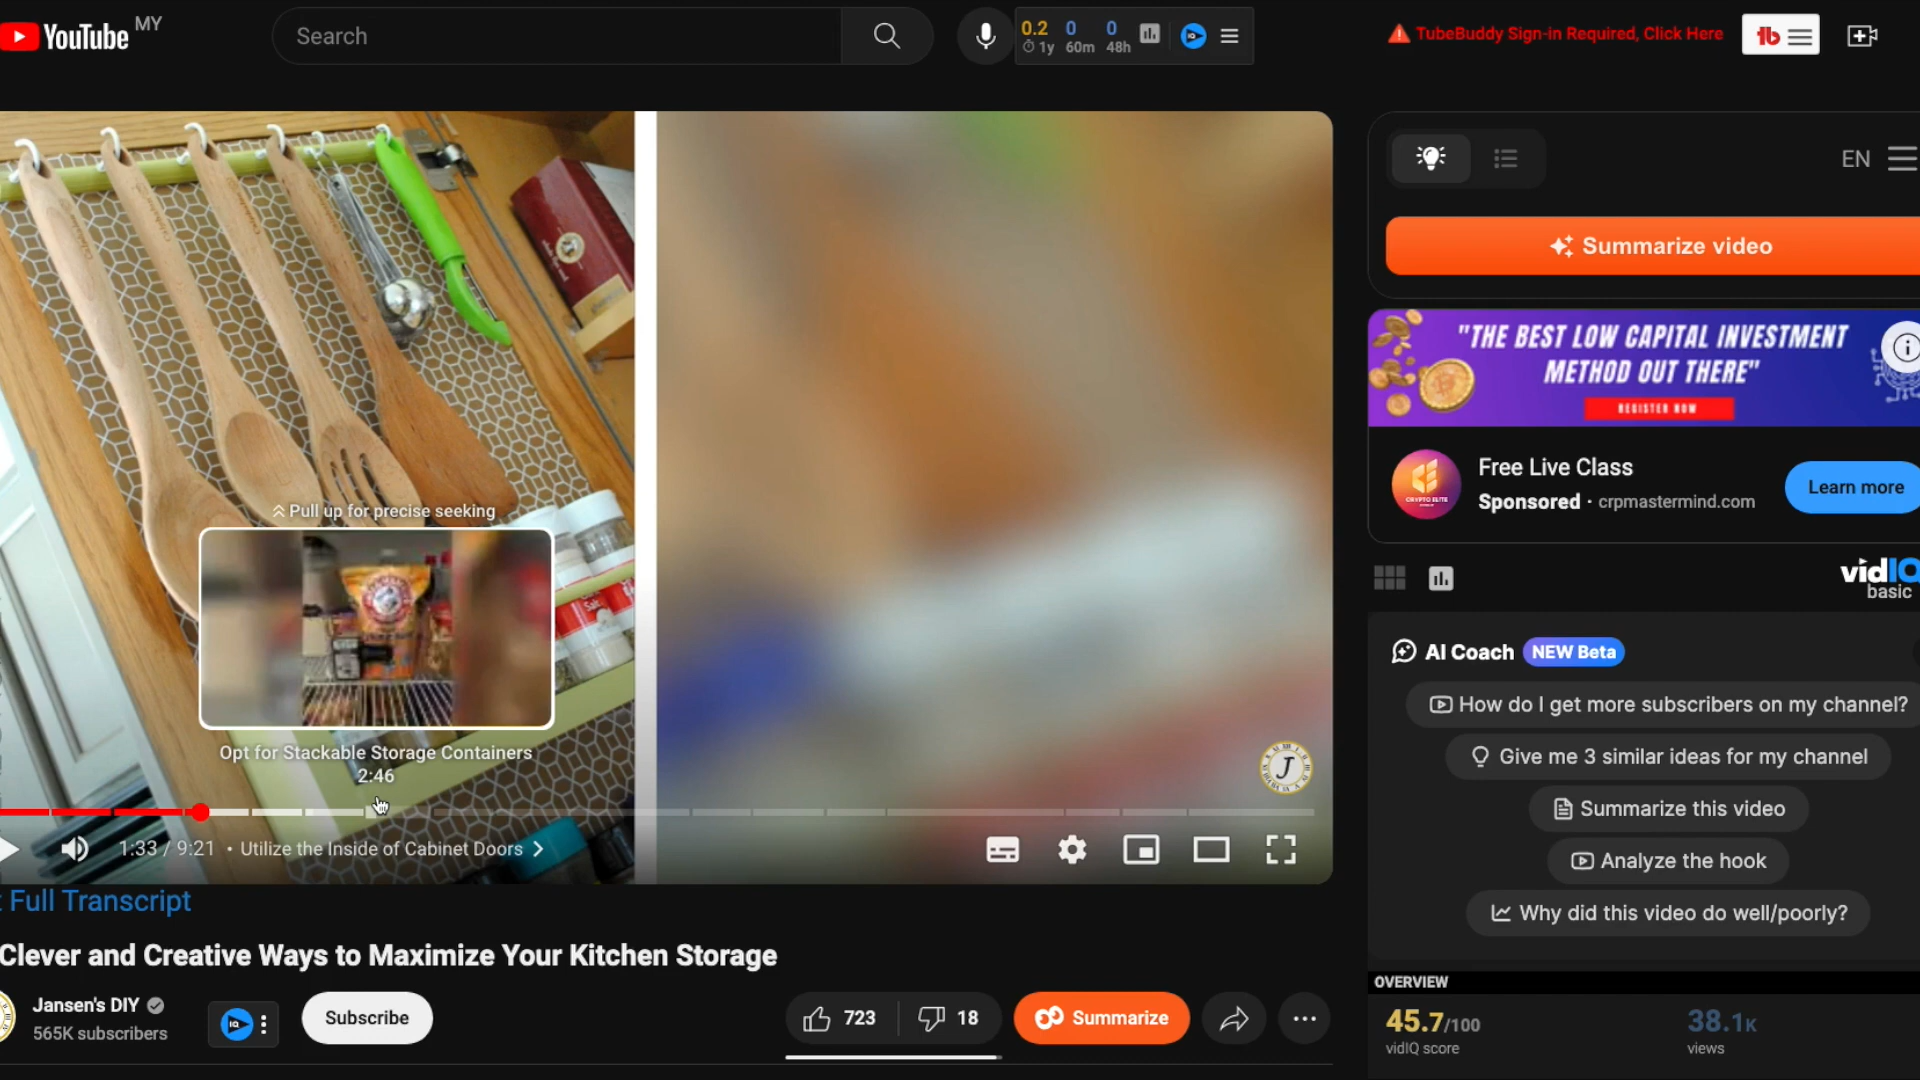 YouTube MY
Search
0.2 0 0
1y 60m 48h
TubeBuddy Sign-in Required, Click Here
tb
EN
Summarize video
"THE BEST LOW CAPITAL INVESTMENT
METHOD OUT THERE"
REGISTER NOW
Free Live Class
Sponsored · crpmastermind.com
Learn more
vidIQ
basic
AI Coach NEW Beta
How do I get more subscribers on my channel?
Give me 3 similar ideas for my channel
Summarize this video
Analyze the hook
Why did this video do well/poorly?
OVERVIEW
45.7/100
vidIQ score
38.1K
views
Salt
Pull up for precise seeking
Opt for Stackable Storage Containers
2:46
J
1:33 / 9:21 • Utilize the Inside of Cabinet Doors
Full Transcript
Clever and Creative Ways to Maximize Your Kitchen Storage
Jansen's DIY
565K subscribers
IQ
Subscribe
723
18
Summarize